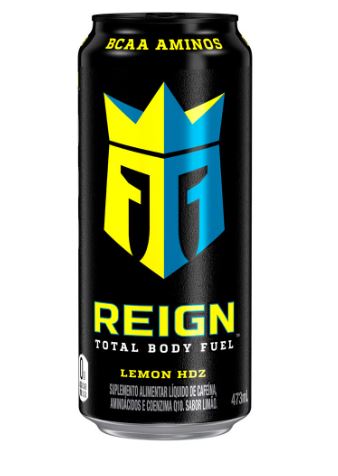 BCAA AMINOS
REIGN
TOTAL BODY FUEL
LEMON HDZ
SUPLEMENTO ALIMENTAR LÍQUIDO DE CAFEÍNA,
AMINOÁCIDOS E COENZIMA Q10. SABOR LIMÃO.
473ml